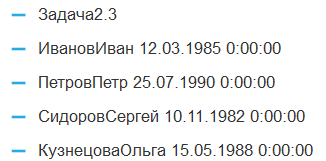 Задача2.3
ИвановИван 12.03.1985 0:00:00
ПетровПетр 25.07.1990 0:00:00
СидоровСергей 10.11.1982 0:00:00
КузнецоваОльга 15.05.1988 0:00:00